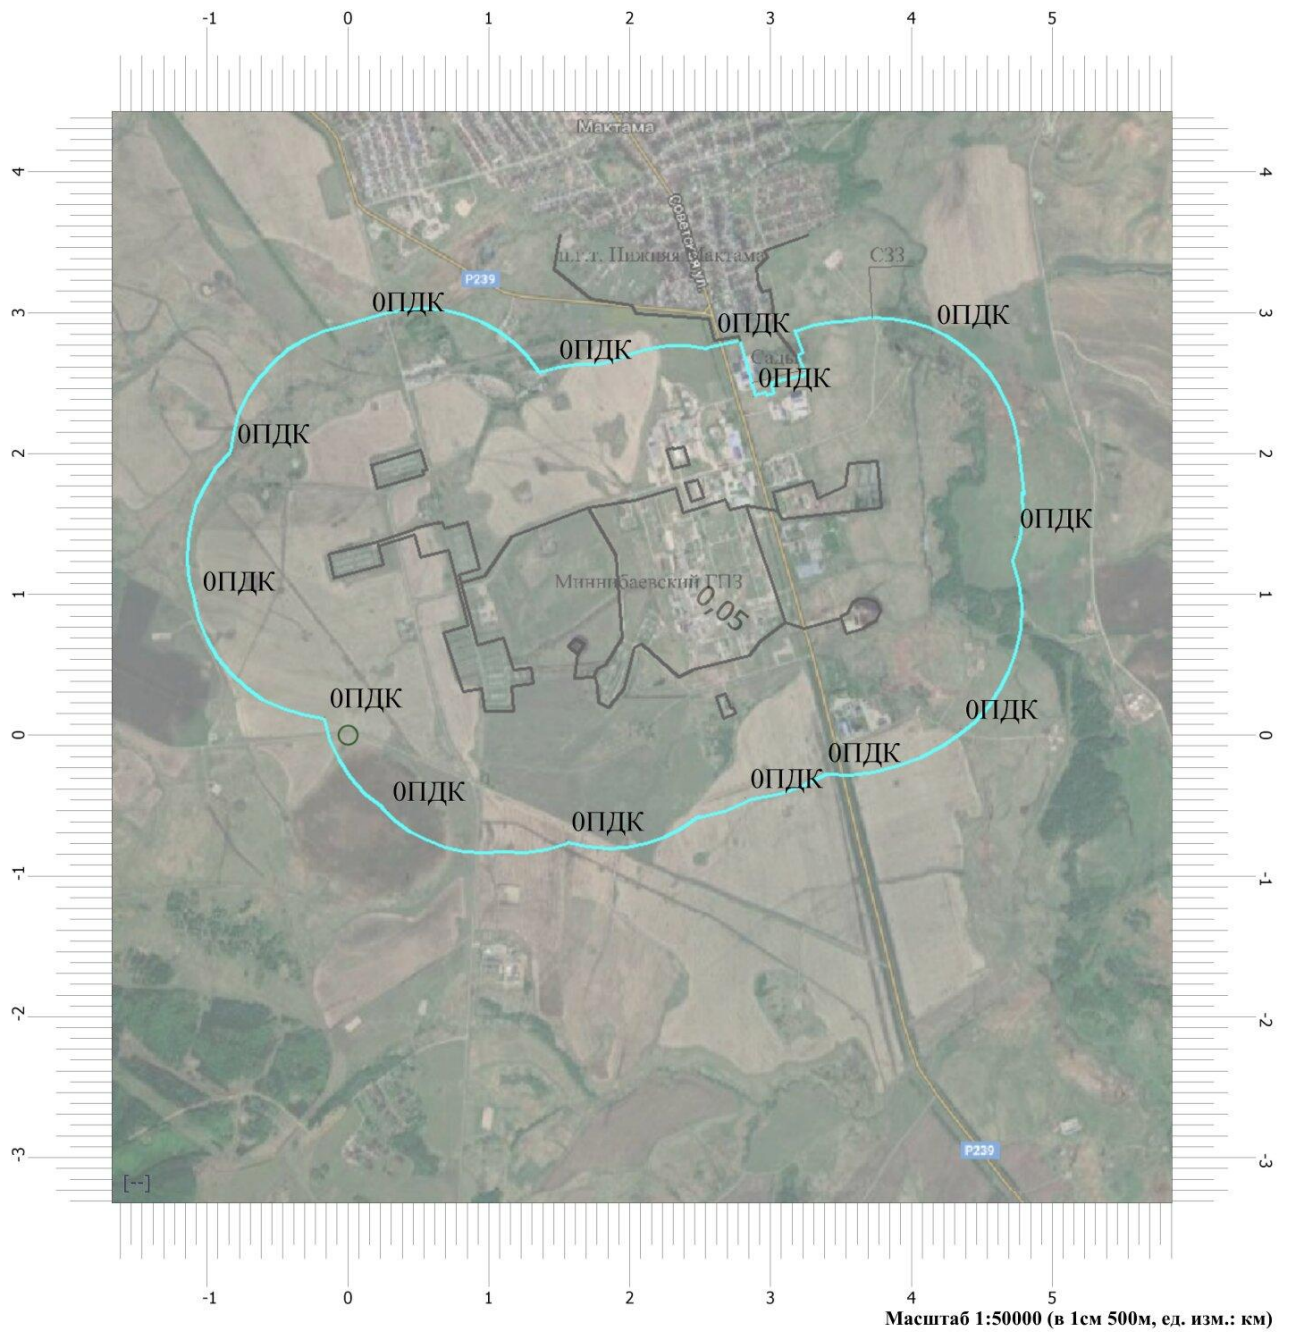 -1 0 1 2 3 4 5
Мактама
4 4
Советская ул.
п.г.т. Нижняя Мактама
СЗЗ
P239
0ПДК
3 3
0ПДК
0ПДК
0ПДК
0ПДК
0ПДК
2 2
0ПДК
0ПДК
Миннибаевский ГПЗ
0ПДК
0,05
1 1
0ПДК
0ПДК
0 0
0ПДК
0ПДК
0ПДК
0ПДК
-1 -1
-2 -2
P239
-3 -3
[--]
-1 0 1 2 3 4 5
Масштаб 1:50000 (в 1см 500м, ед. изм.: км)